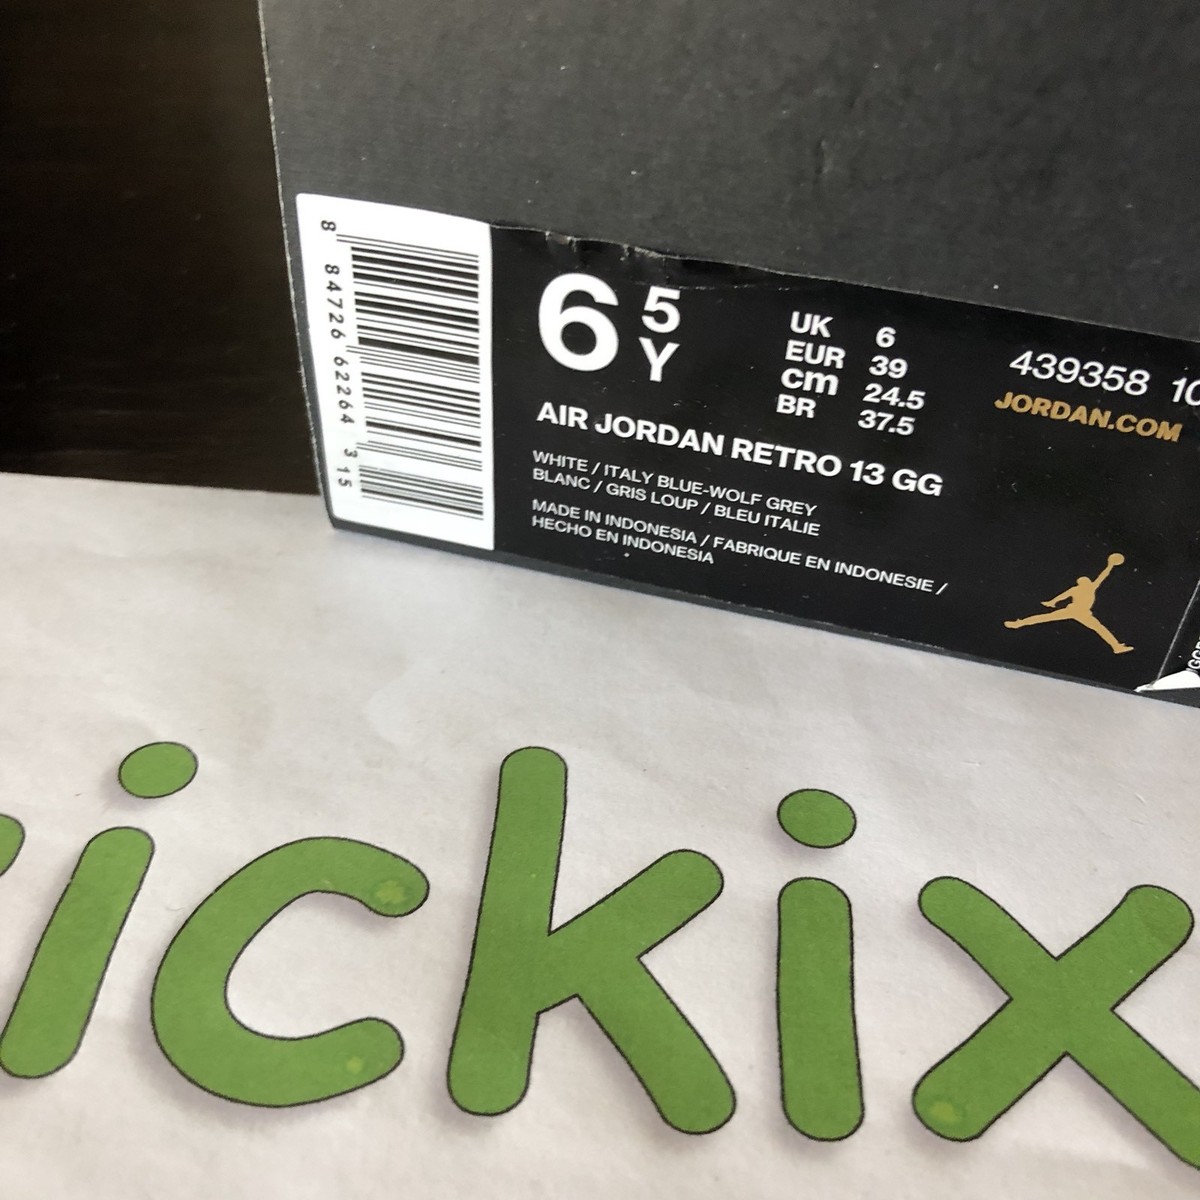 8 84726 62264 3 15
6 5 Y
UK 6
EUR 39
cm 24.5
BR 37.5
439358 10
JORDAN.COM
AIR JORDAN RETRO 13 GG
WHITE / ITALY BLUE-WOLF GREY
BLANC / GRIS LOUP / BLEU ITALIE
MADE IN INDONESIA / FABRIQUE EN INDONESIE /
HECHO EN INDONESIA
ickix